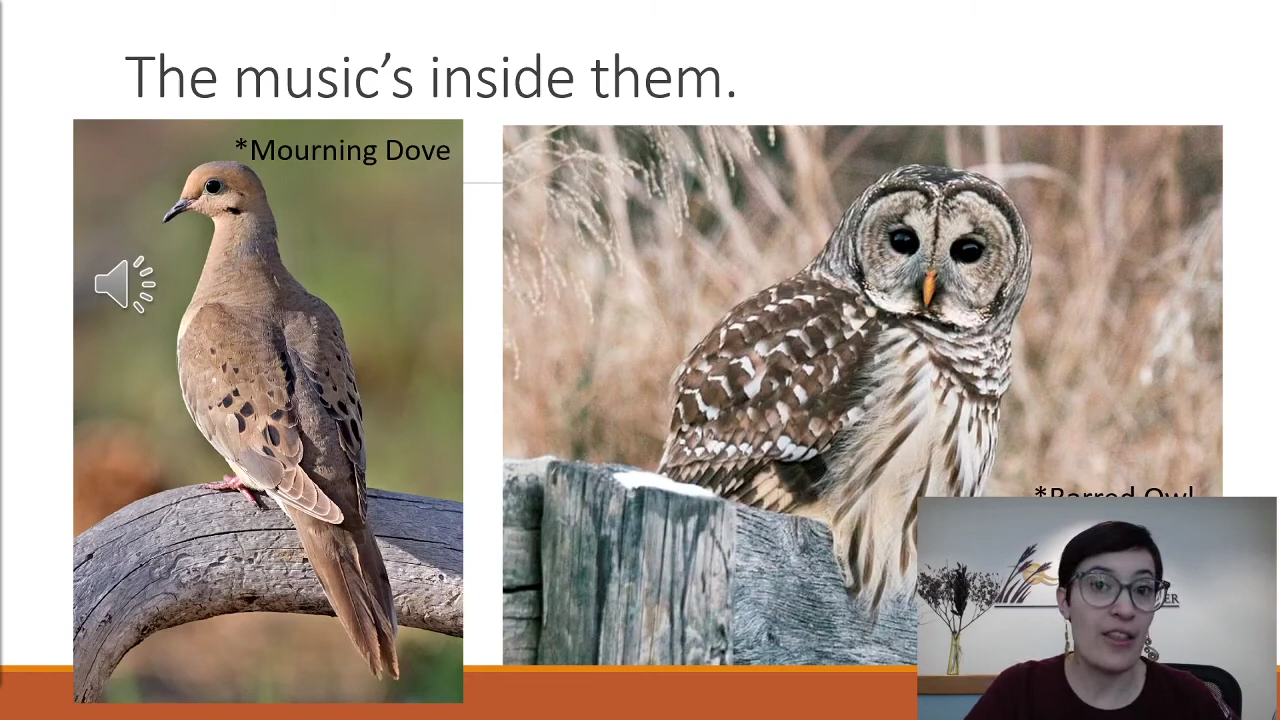 The music’s inside them.
*Mourning Dove
*Barred Owl